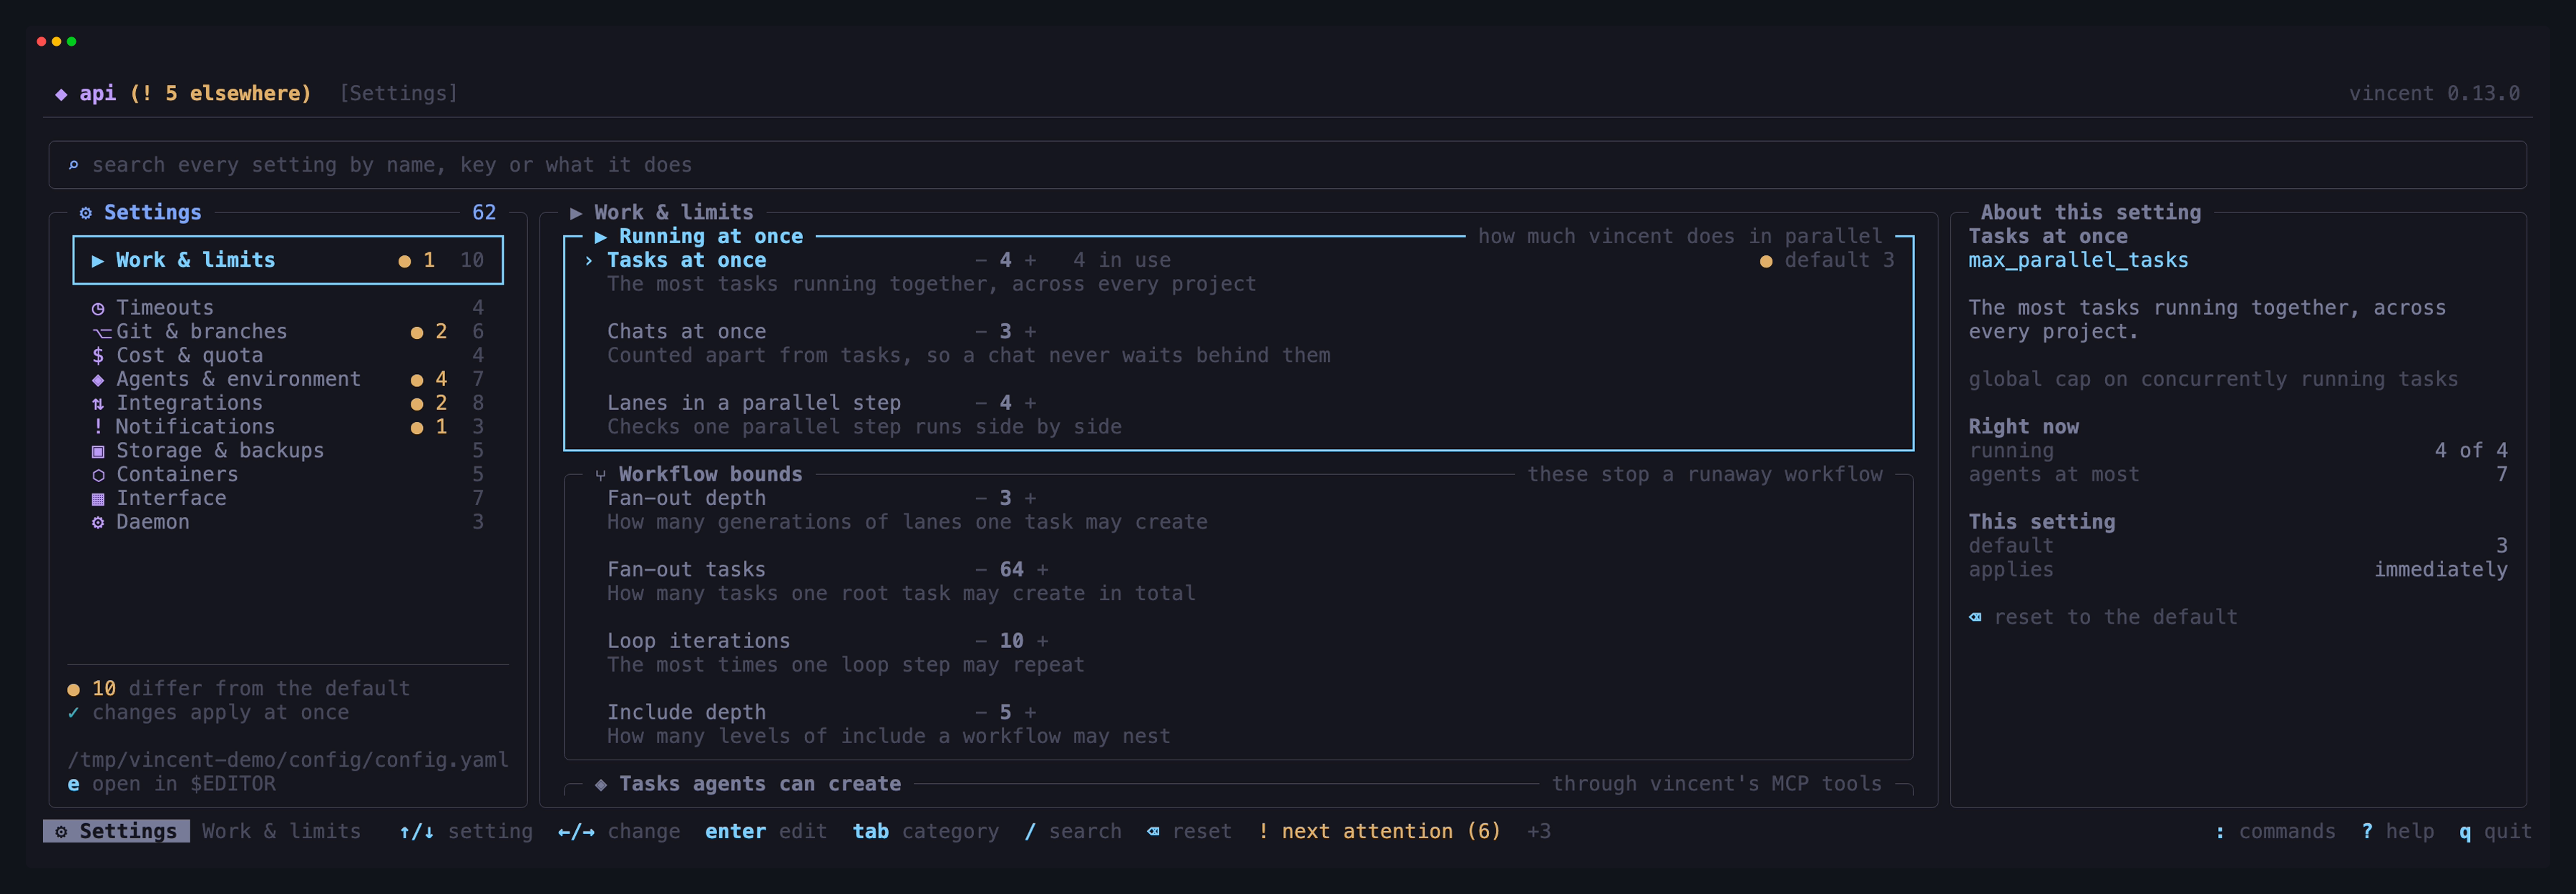 ◆ api (! 5 elsewhere) [Settings] vincent 0.13.0
⌕ search every setting by name, key or what it does
⚙ Settings 62
▶ Work & limits ● 1 10
◷ Timeouts 4
⌥ Git & branches ● 2 6
$ Cost & quota 4
◈ Agents & environment ● 4 7
⇅ Integrations ● 2 8
! Notifications ● 1 3
▣ Storage & backups 5
⬡ Containers 5
▦ Interface 7
⚙ Daemon 3
● 10 differ from the default
✓ changes apply at once
/tmp/vincent-demo/config/config.yaml
e open in $EDITOR
▶ Work & limits
▶ Running at once how much vincent does in parallel
› Tasks at once − 4 + 4 in use ● default 3
The most tasks running together, across every project
Chats at once − 3 +
Counted apart from tasks, so a chat never waits behind them
Lanes in a parallel step − 4 +
Checks one parallel step runs side by side
⑂ Workflow bounds these stop a runaway workflow
Fan-out depth − 3 +
How many generations of lanes one task may create
Fan-out tasks − 64 +
How many tasks one root task may create in total
Loop iterations − 10 +
The most times one loop step may repeat
Include depth − 5 +
How many levels of include a workflow may nest
◈ Tasks agents can create through vincent's MCP tools
About this setting
Tasks at once
max_parallel_tasks
The most tasks running together, across
every project.
global cap on concurrently running tasks
Right now
running 4 of 4
agents at most 7
This setting
default 3
applies immediately
⌫ reset to the default
⚙ Settings Work & limits ↑/↓ setting ←/→ change enter edit tab category / search ⌫ reset ! next attention (6) +3 : commands ? help q quit